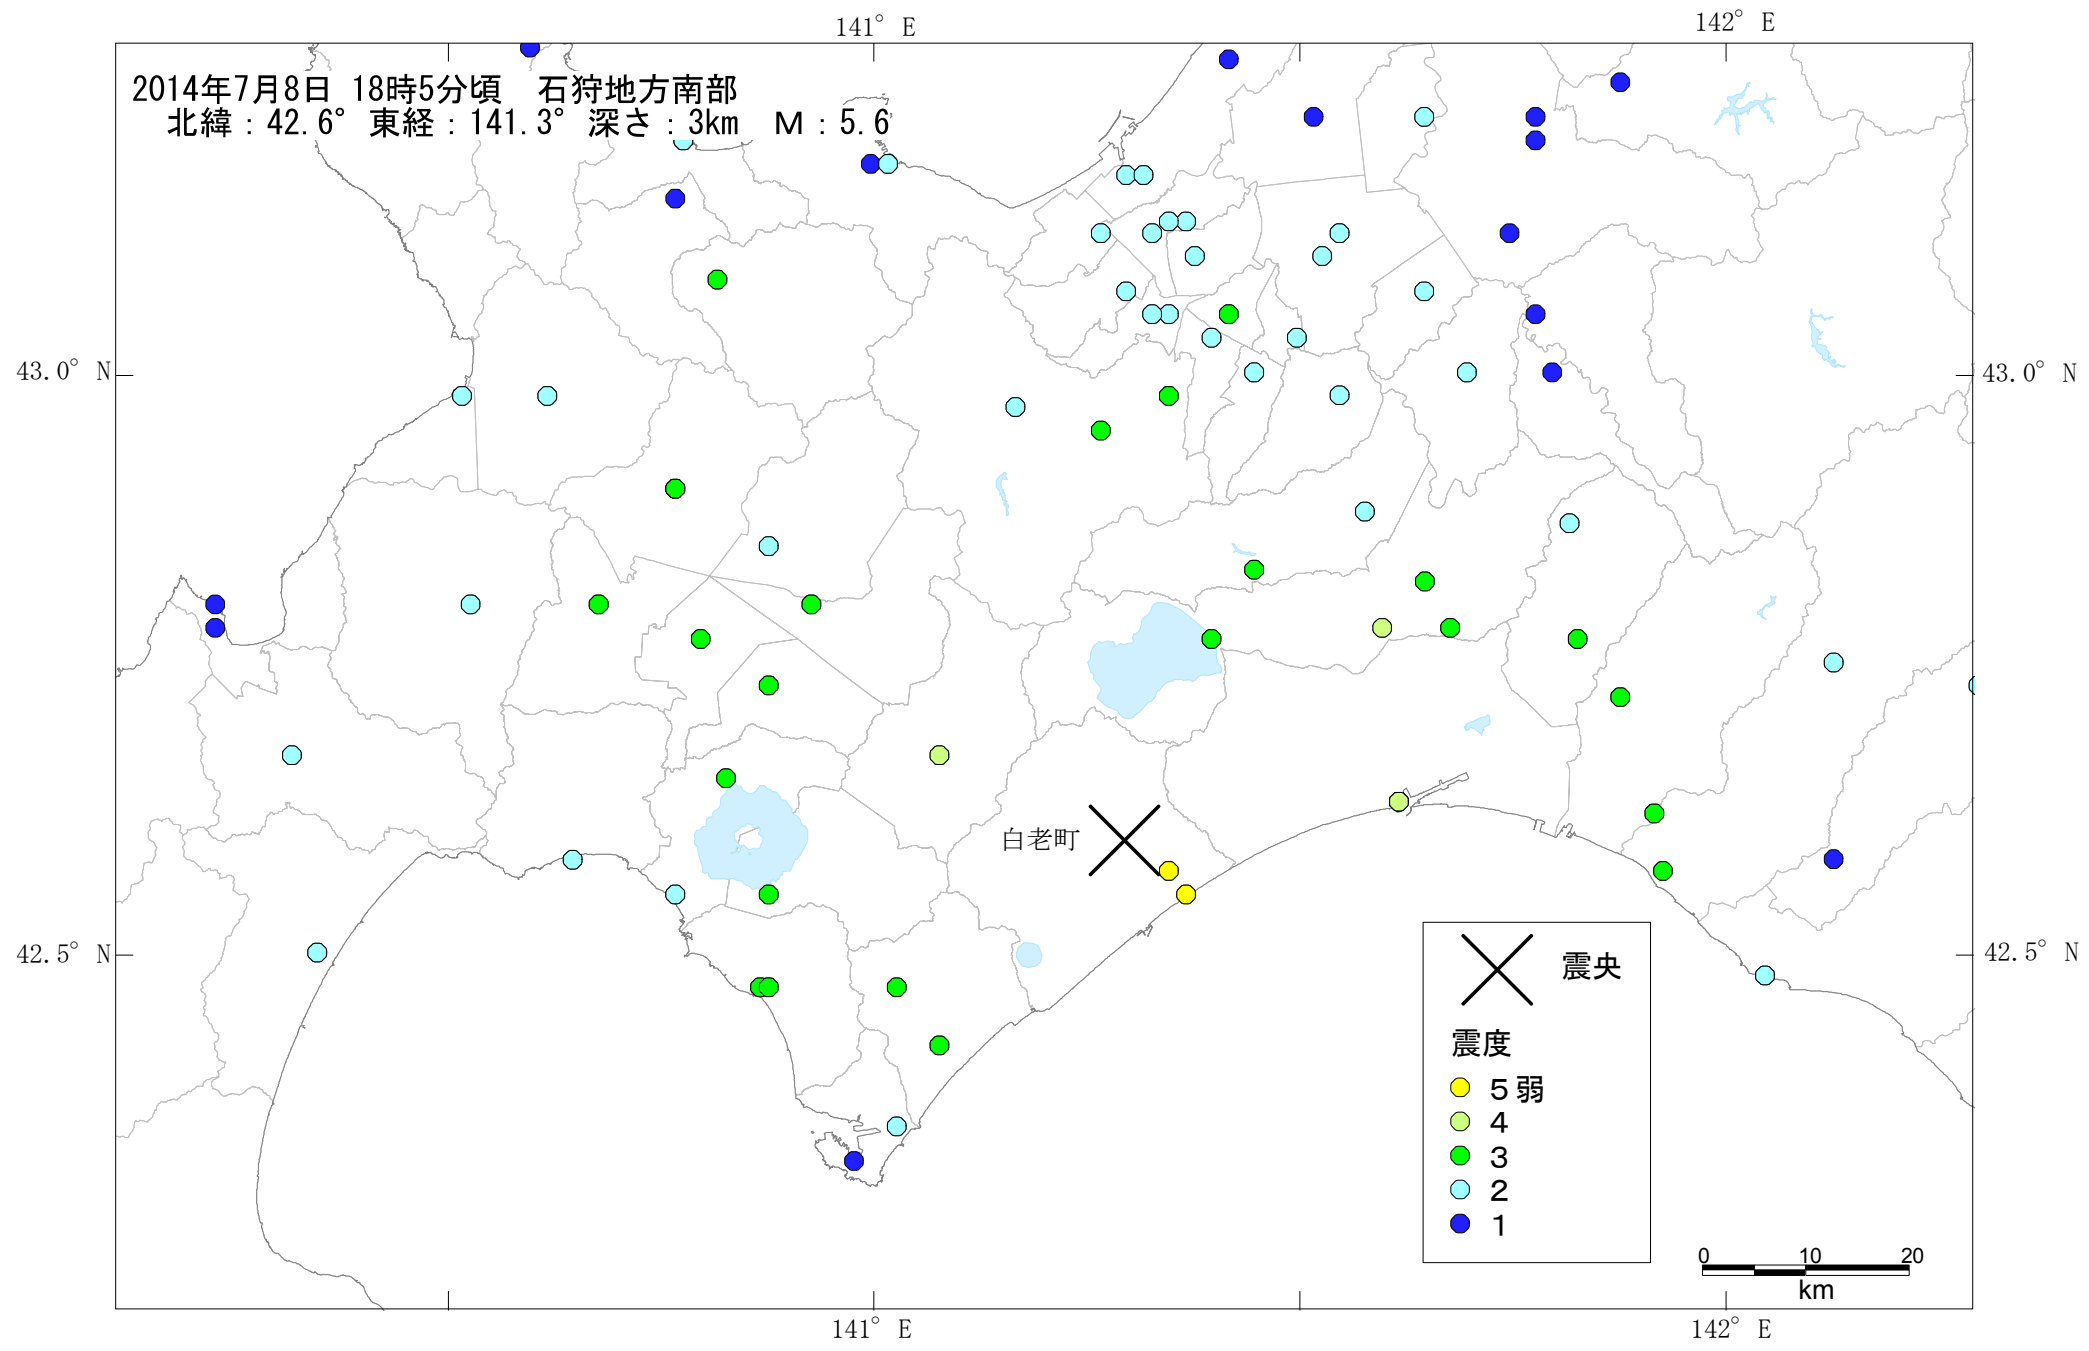 141° E
142° E
2014年7月8日 18時5分頃 石狩地方南部
北緯：42.6° 東経：141.3° 深さ：3km M：5.6
43.0° N
43.0° N
白老町
42.5° N
42.5° N
震央
震度
５弱
４
３
２
１
0 10 20
km
141° E
142° E